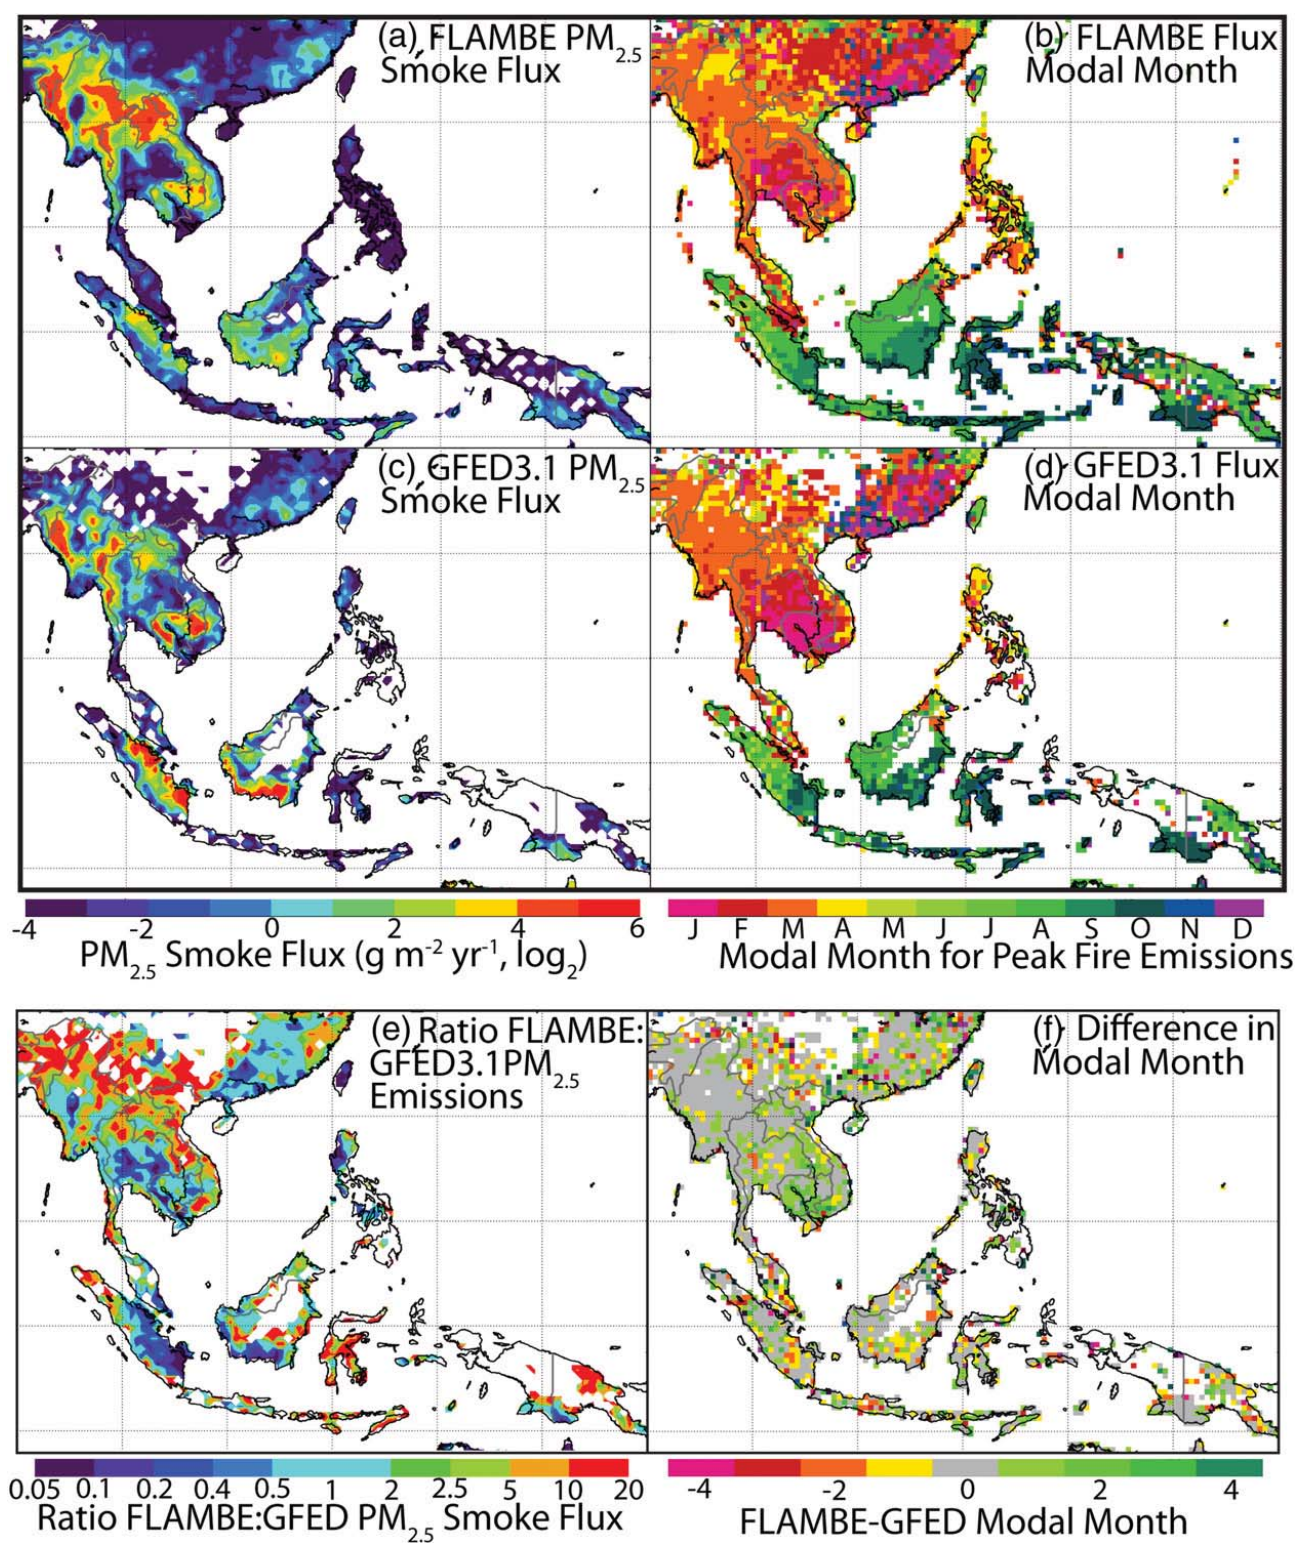 (a) FLAMBE PM2.5
Smoke Flux
(b) FLAMBE Flux
Modal Month
(c) GFED3.1 PM2.5
Smoke Flux
(d) GFED3.1 Flux
Modal Month
-4 -2 0 2 4 6
PM2.5 Smoke Flux (g m-2 yr-1, log2)
J F M A M J J A S O N D
Modal Month for Peak Fire Emissions
(e) Ratio FLAMBE:
GFED3.1PM2.5
Emissions
(f) Difference in
Modal Month
0.05 0.1 0.2 0.4 0.5 1 2 2.5 5 10 20
Ratio FLAMBE:GFED PM2.5 Smoke Flux
-4 -2 0 2 4
FLAMBE-GFED Modal Month